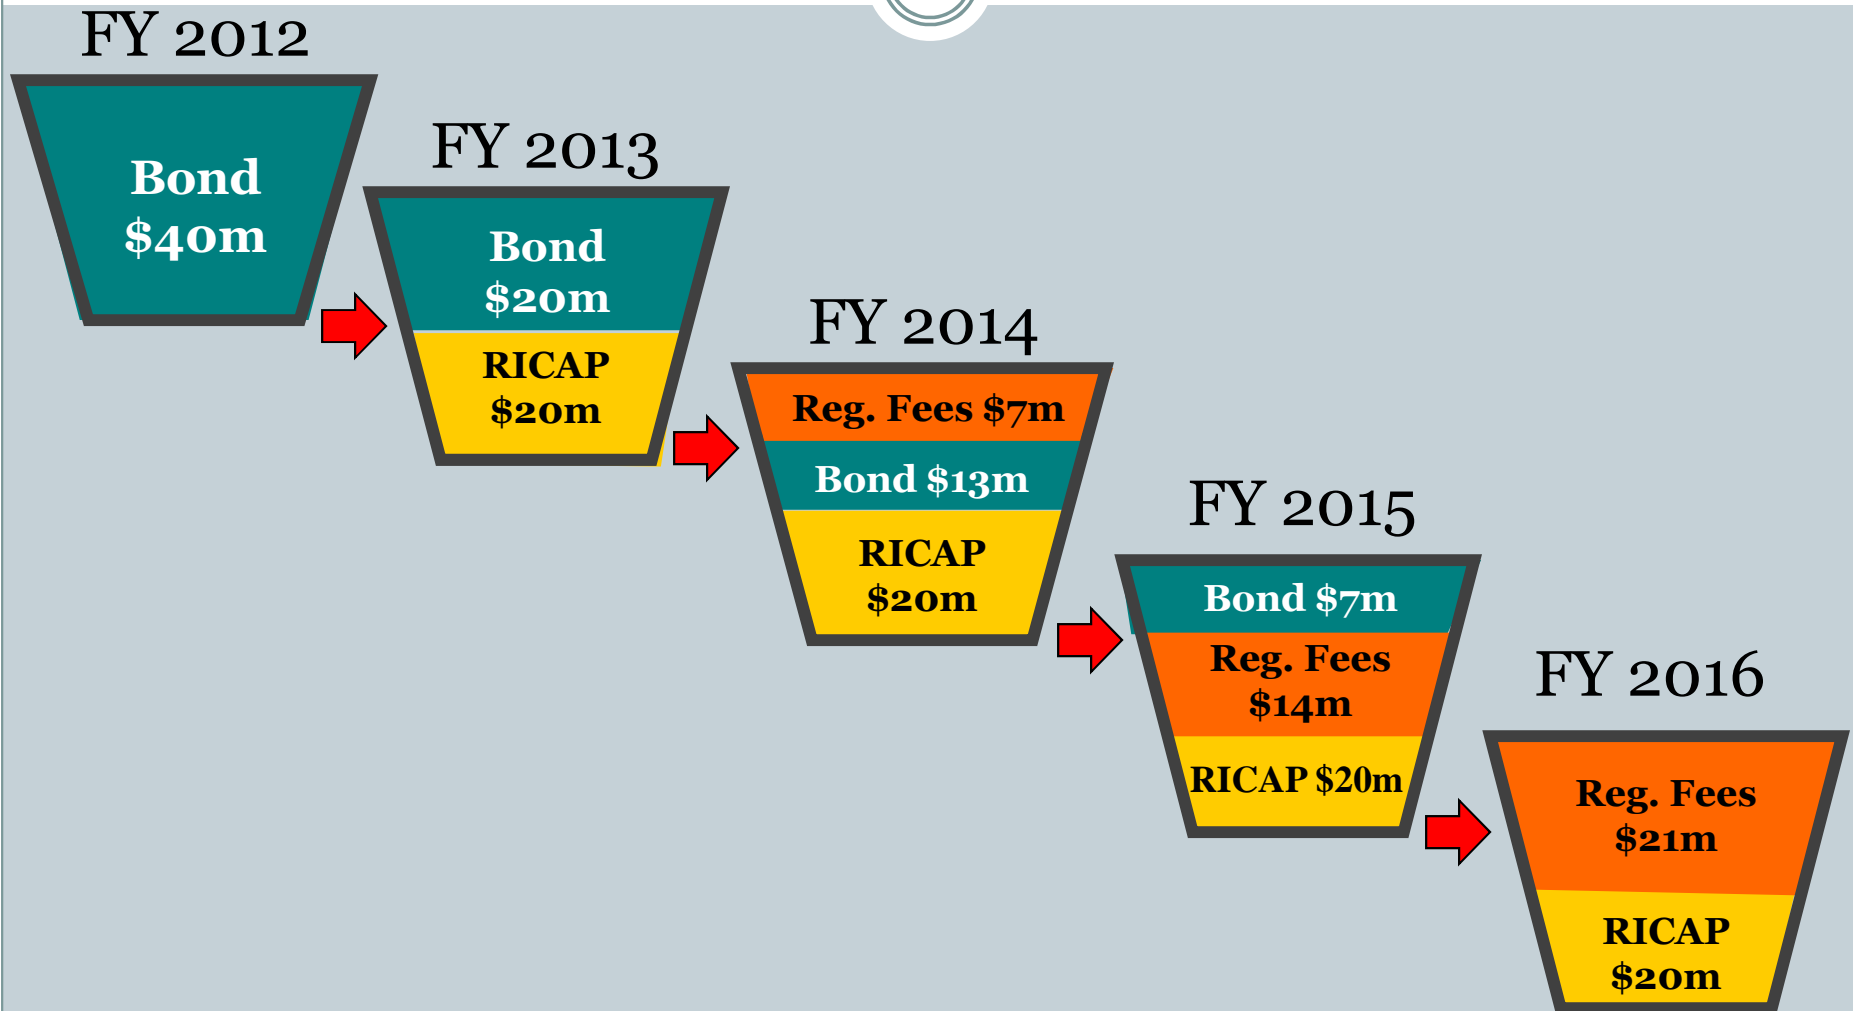 FY 2012
Bond
$40m
FY 2013
Bond
$20m
RICAP
$20m
FY 2014
Reg. Fees $7m
Bond $13m
RICAP
$20m
FY 2015
Bond $7m
Reg. Fees
$14m
RICAP $20m
FY 2016
Reg. Fees
$21m
RICAP
$20m